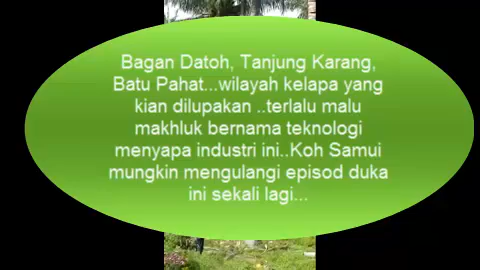 Bagan Datoh, Tanjung Karang,
Batu Pahat...wilayah kelapa yang
kian dilupakan ..terlalu malu
makhluk bernama teknologi
menyapa industri ini..Koh Samui
mungkin mengulangi episod duka
ini sekali lagi...